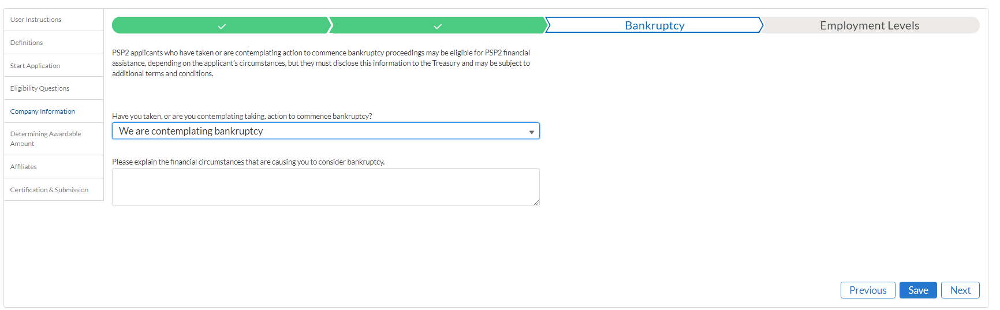 User Instructions
Definitions
Start Application
Eligibility Questions
Company Information
Determining Awardable
Amount
Affiliates
Certification & Submission
Bankruptcy
Employment Levels
PSP2 applicants who have taken or are contemplating action to commence bankruptcy proceedings may be eligible for PSP2 financial
assistance, depending on the applicant's circumstances, but they must disclose this information to the Treasury and may be subject to
additional terms and conditions.
Have you taken, or are you contemplating taking, action to commence bankruptcy?
We are contemplating bankruptcy
Please explain the financial circumstances that are causing you to consider bankruptcy.
Previous
Save
Next